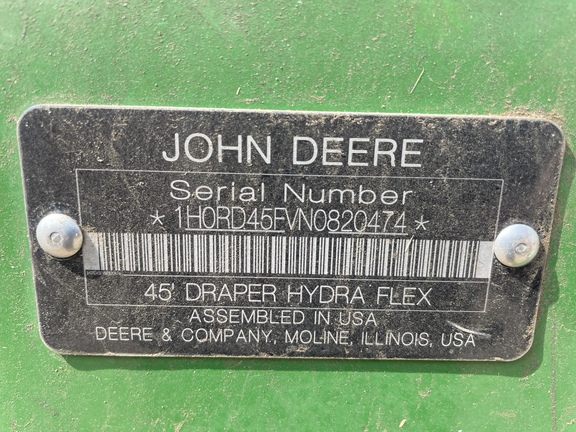 JOHN DEERE
Serial Number
*1H0RD45FVN0820474*
45' DRAPER HYDRA FLEX
ASSEMBLED IN USA
DEERE & COMPANY, MOLINE, ILLINOIS, USA